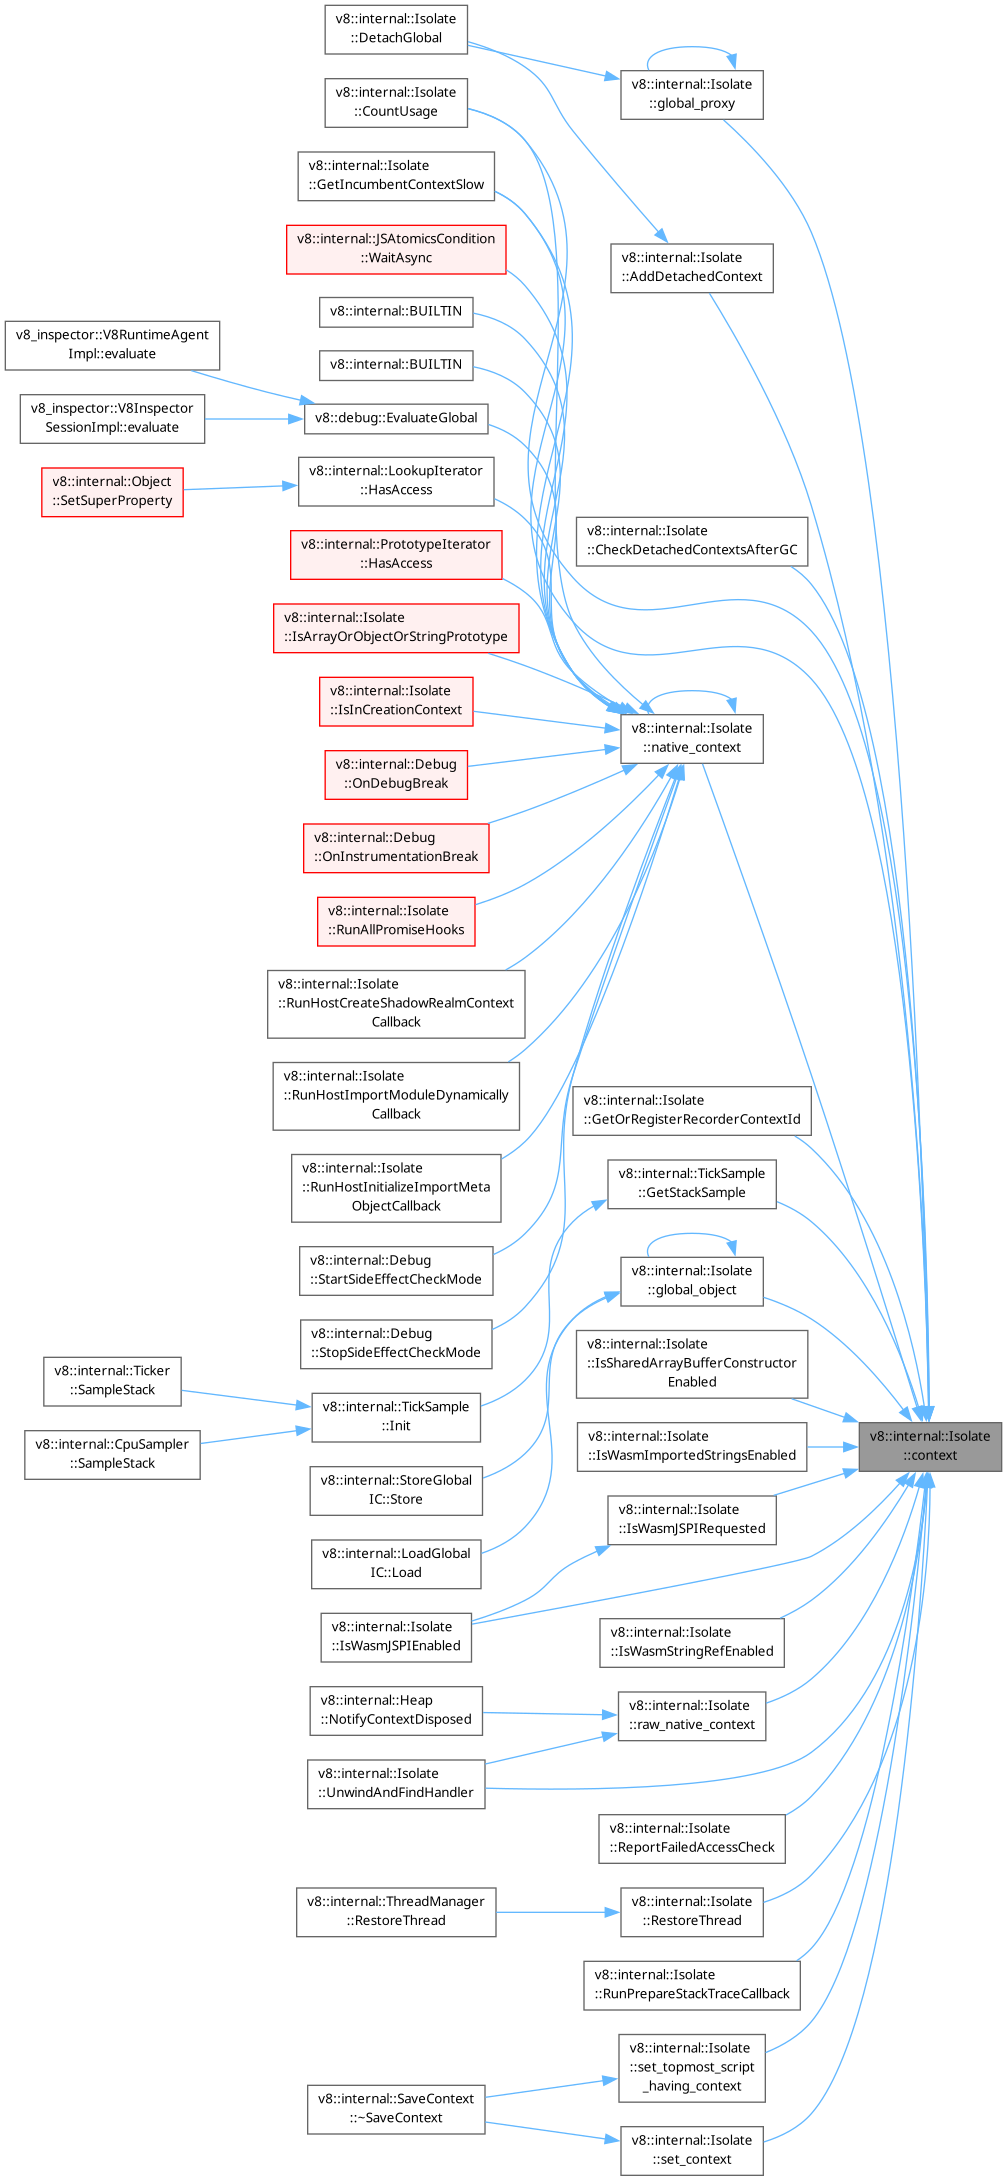 v8::internal::Isolate
::DetachGlobal
v8::internal::Isolate
::global_proxy
v8::internal::Isolate
::CountUsage
v8::internal::Isolate
::GetIncumbentContextSlow
v8::internal::JSAtomicsCondition
::WaitAsync
v8::internal::Isolate
::AddDetachedContext
v8::internal::BUILTIN
v8::internal::BUILTIN
v8_inspector::V8RuntimeAgent
Impl::evaluate
v8_inspector::V8Inspector
SessionImpl::evaluate
v8::debug::EvaluateGlobal
v8::internal::Object
::SetSuperProperty
v8::internal::LookupIterator
::HasAccess
v8::internal::PrototypeIterator
::HasAccess
v8::internal::Isolate
::CheckDetachedContextsAfterGC
v8::internal::Isolate
::IsArrayOrObjectOrStringPrototype
v8::internal::Isolate
::IsInCreationContext
v8::internal::Isolate
::native_context
v8::internal::Debug
::OnDebugBreak
v8::internal::Debug
::OnInstrumentationBreak
v8::internal::Isolate
::RunAllPromiseHooks
v8::internal::Isolate
::RunHostCreateShadowRealmContext
Callback
v8::internal::Isolate
::RunHostImportModuleDynamically
Callback
v8::internal::Isolate
::GetOrRegisterRecorderContextId
v8::internal::Isolate
::RunHostInitializeImportMeta
ObjectCallback
v8::internal::TickSample
::GetStackSample
v8::internal::Debug
::StartSideEffectCheckMode
v8::internal::Isolate
::global_object
v8::internal::Debug
::StopSideEffectCheckMode
v8::internal::Isolate
::IsSharedArrayBufferConstructor
Enabled
v8::internal::Ticker
::SampleStack
v8::internal::CpuSampler
::SampleStack
v8::internal::TickSample
::Init
v8::internal::Isolate
::IsWasmImportedStringsEnabled
v8::internal::Isolate
::context
v8::internal::StoreGlobal
IC::Store
v8::internal::Isolate
::IsWasmJSPIRequested
v8::internal::LoadGlobal
IC::Load
v8::internal::Isolate
::IsWasmJSPIEnabled
v8::internal::Isolate
::IsWasmStringRefEnabled
v8::internal::Heap
::NotifyContextDisposed
v8::internal::Isolate
::raw_native_context
v8::internal::Isolate
::UnwindAndFindHandler
v8::internal::Isolate
::ReportFailedAccessCheck
v8::internal::ThreadManager
::RestoreThread
v8::internal::Isolate
::RestoreThread
v8::internal::Isolate
::RunPrepareStackTraceCallback
v8::internal::Isolate
::set_topmost_script
_having_context
v8::internal::SaveContext
::~SaveContext
v8::internal::Isolate
::set_context